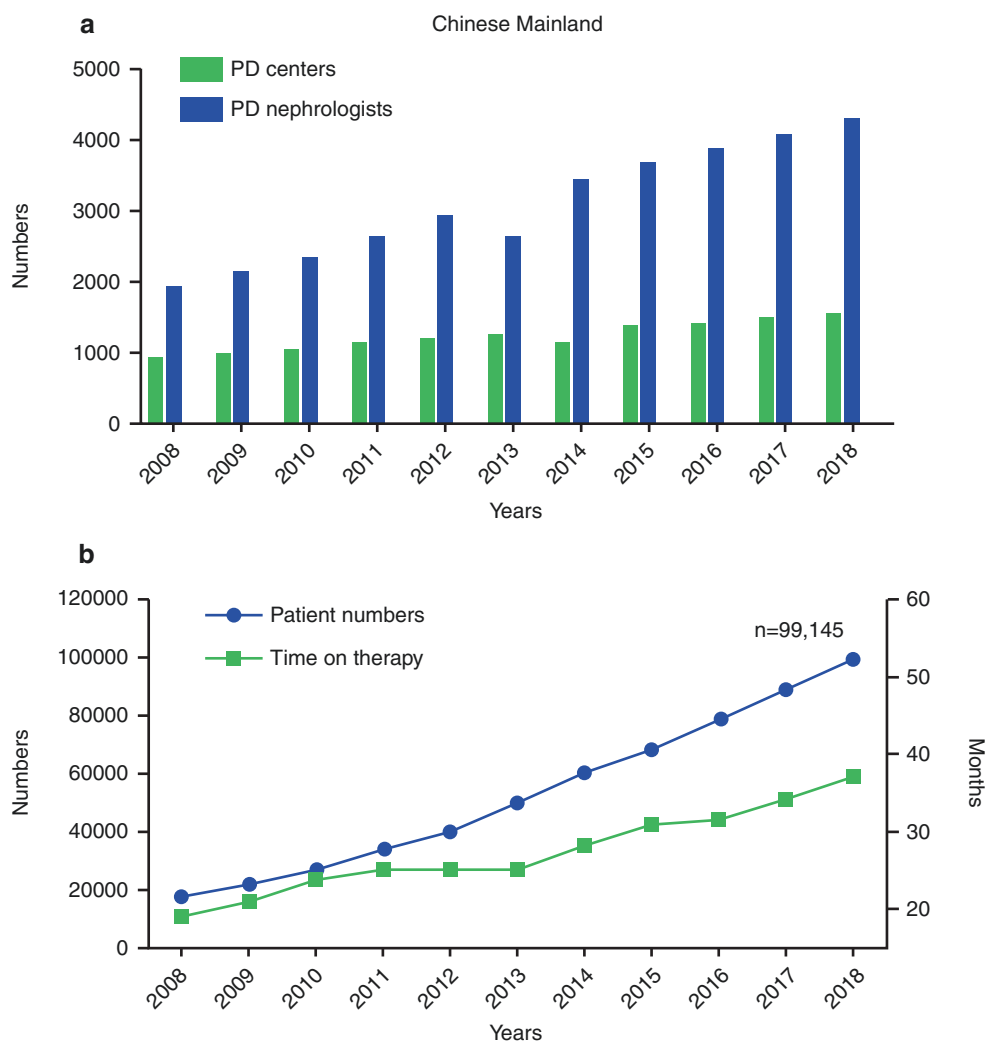 a
Chinese Mainland
PD centers
PD nephrologists
5000
4000
3000
2000
1000
0
Numbers
2008 2009 2010 2011 2012 2013 2014 2015 2016 2017 2018
Years
b
Patient numbers
Time on therapy
n=99,145
120000
100000
80000
60000
40000
20000
0
Numbers
60
50
40
30
20
Months
2008 2009 2010 2011 2012 2013 2014 2015 2016 2017 2018
Years